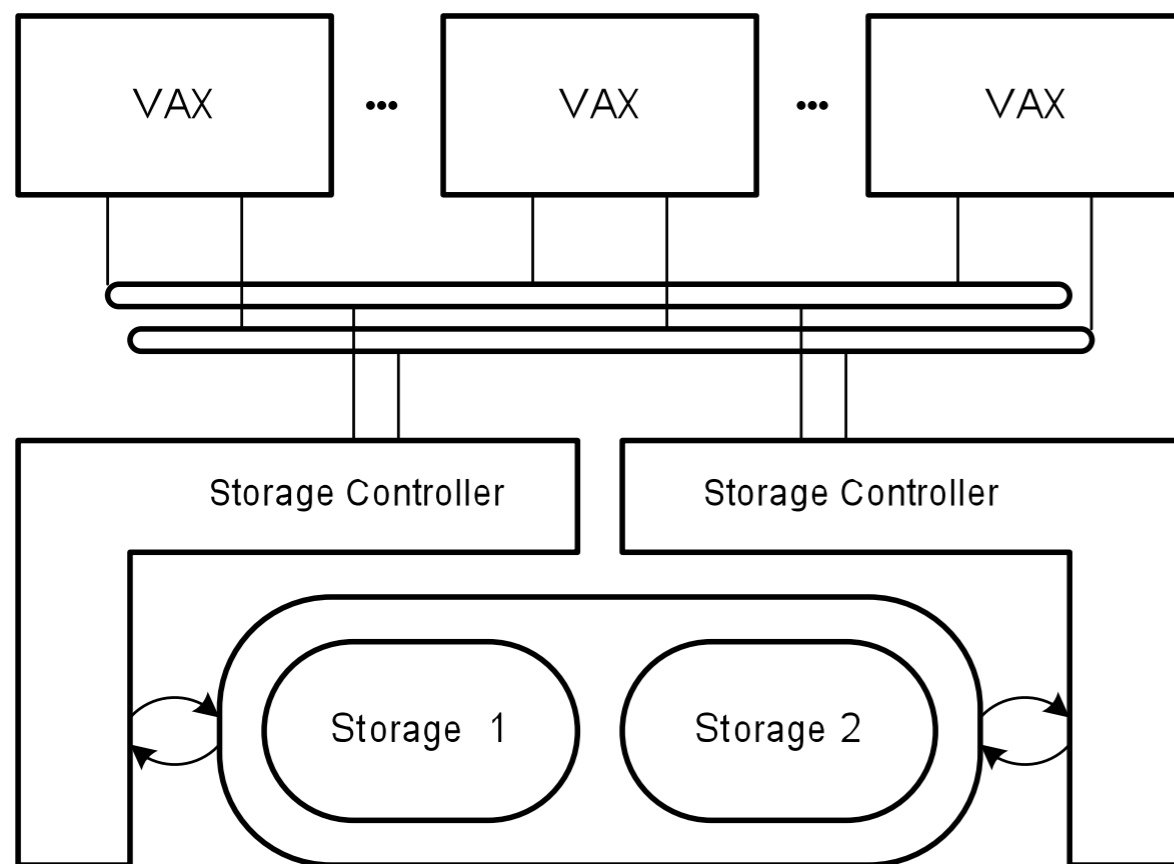 VAX ... VAX ... VAX
Storage Controller Storage Controller
Storage 1 Storage 2